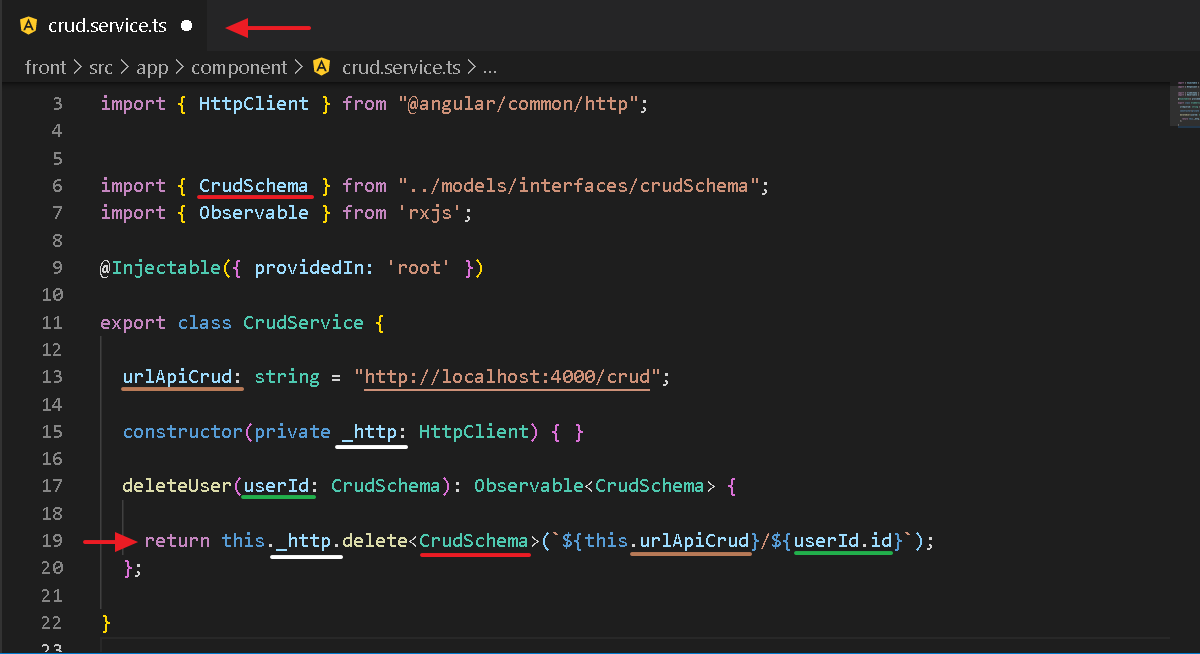 crud.service.ts
front > src > app > component > crud.service.ts > ...
3 import { HttpClient } from "@angular/common/http";
4
5
6 import { CrudSchema } from "../models/interfaces/crudSchema";
7 import { Observable } from 'rxjs';
8
9 @Injectable({ providedIn: 'root' })
10
11 export class CrudService {
12
13 urlApiCrud: string = "http://localhost:4000/crud";
14
15 constructor(private _http: HttpClient) { }
16
17 deleteUser(userId: CrudSchema): Observable<CrudSchema> {
18
19 return this._http.delete<CrudSchema>(`${this.urlApiCrud}/${userId.id}`);
20 };
21
22 }
23